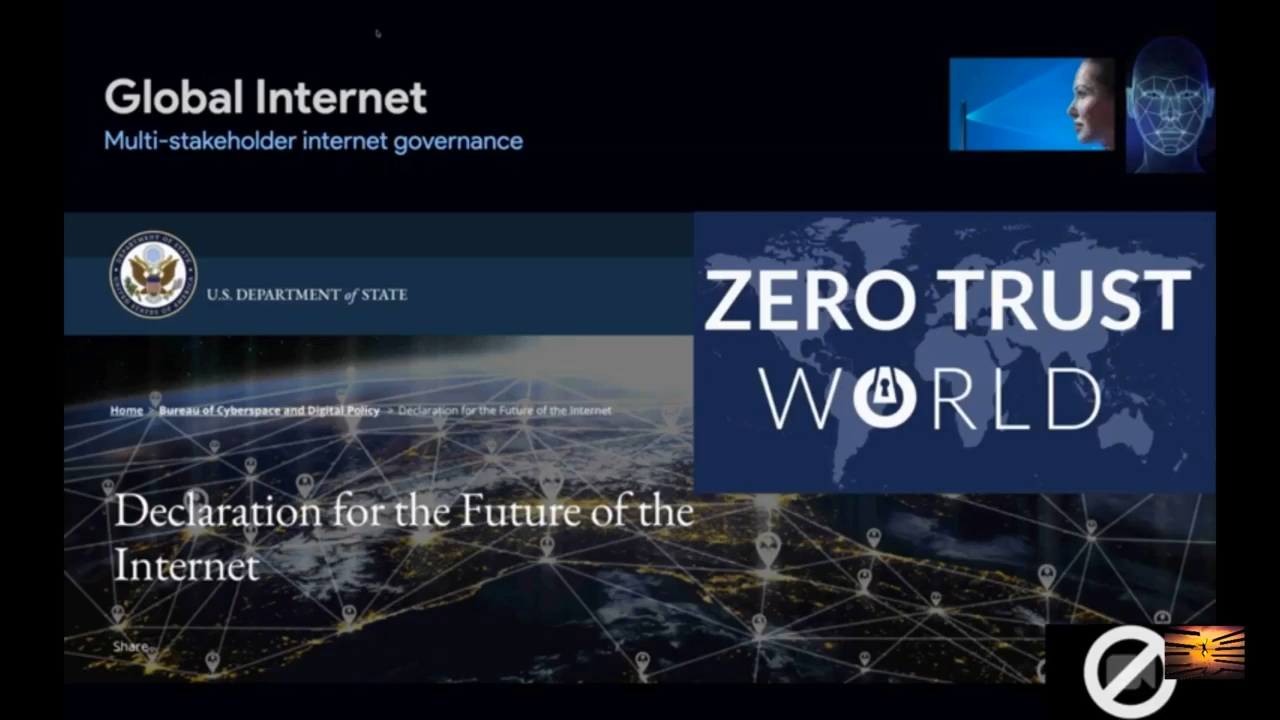 Global Internet
Multi-stakeholder internet governance
U.S. DEPARTMENT of STATE
ZERO TRUST
WORLD
Home > Bureau of Cyberspace and Digital Policy > Declaration for the Future of the Internet
Declaration for the Future of the
Internet
Share